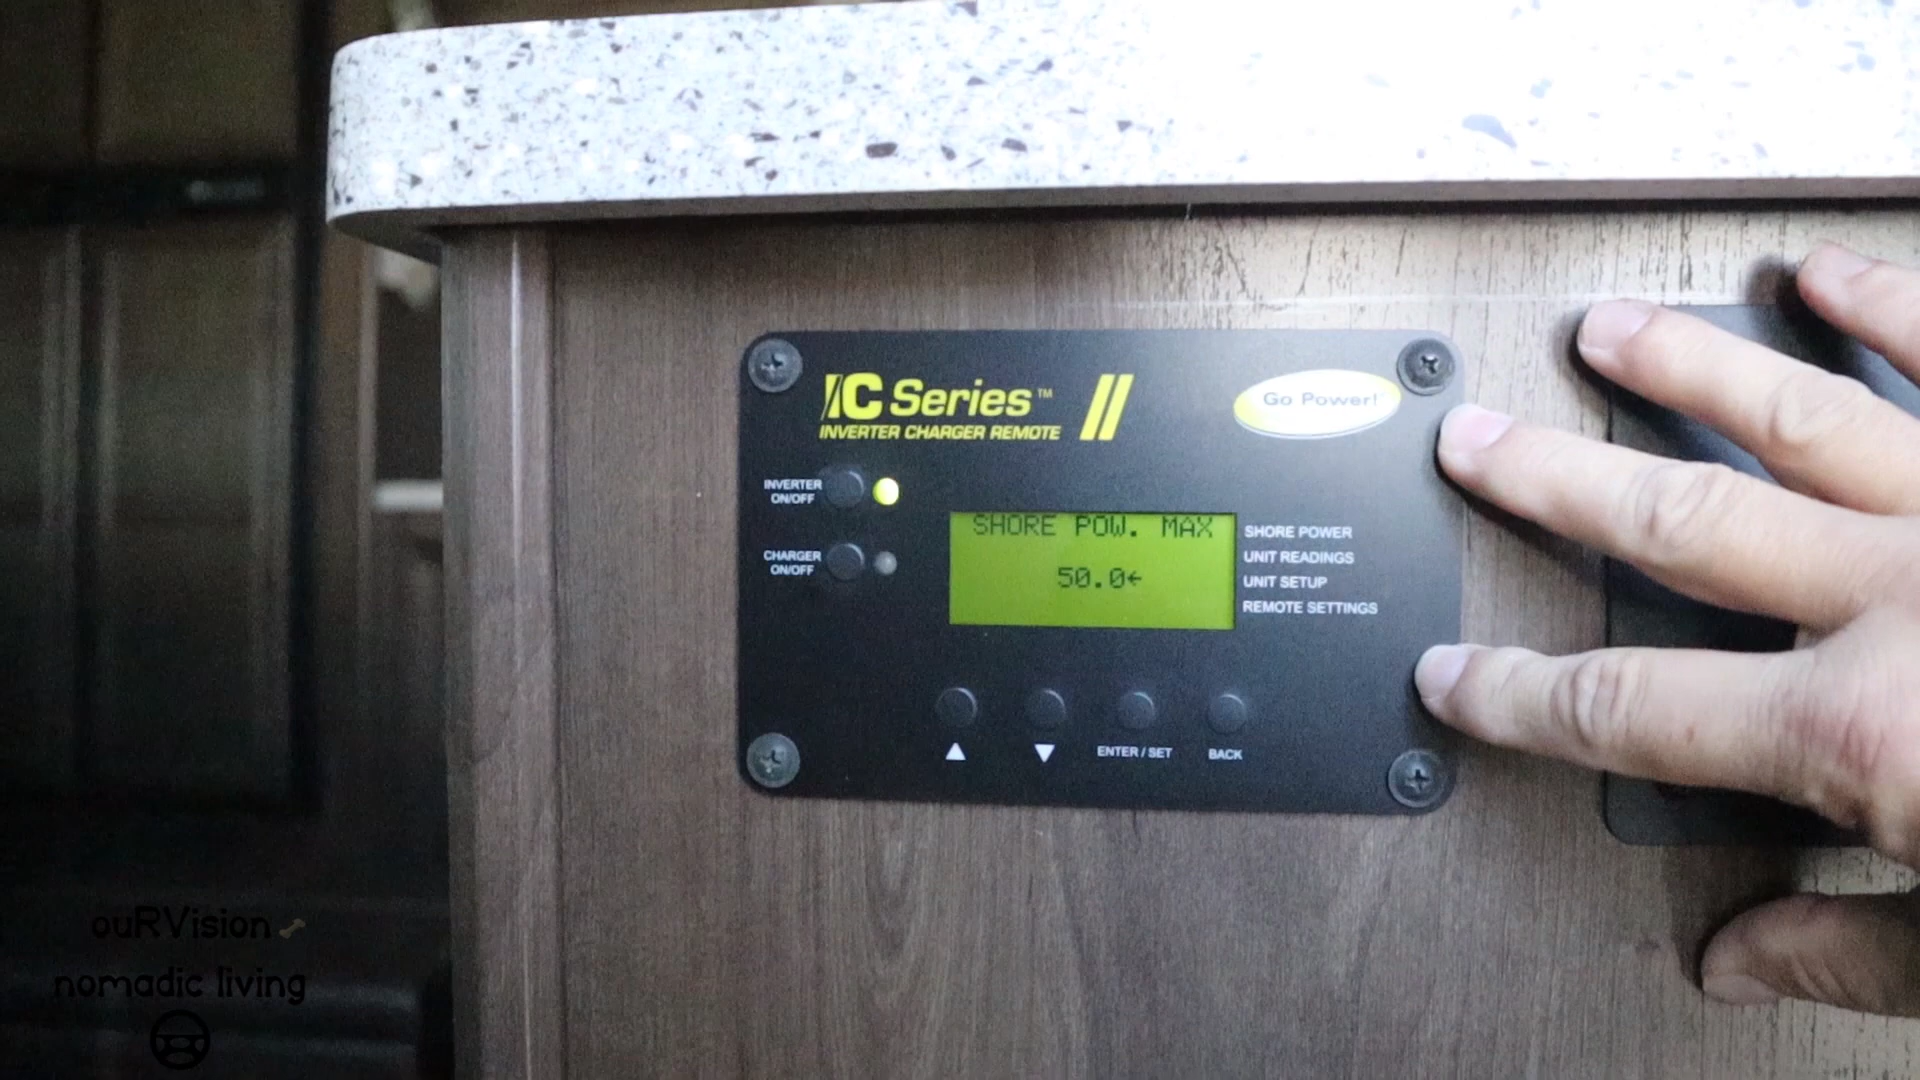 IC Series™ II
INVERTER CHARGER REMOTE
Go Power!
INVERTER
ON/OFF
CHARGER
ON/OFF
SHORE POW. MAX
50.0←
SHORE POWER
UNIT READINGS
UNIT SETUP
REMOTE SETTINGS
▲ ▼ ENTER / SET BACK
ouRVision
nomadic living